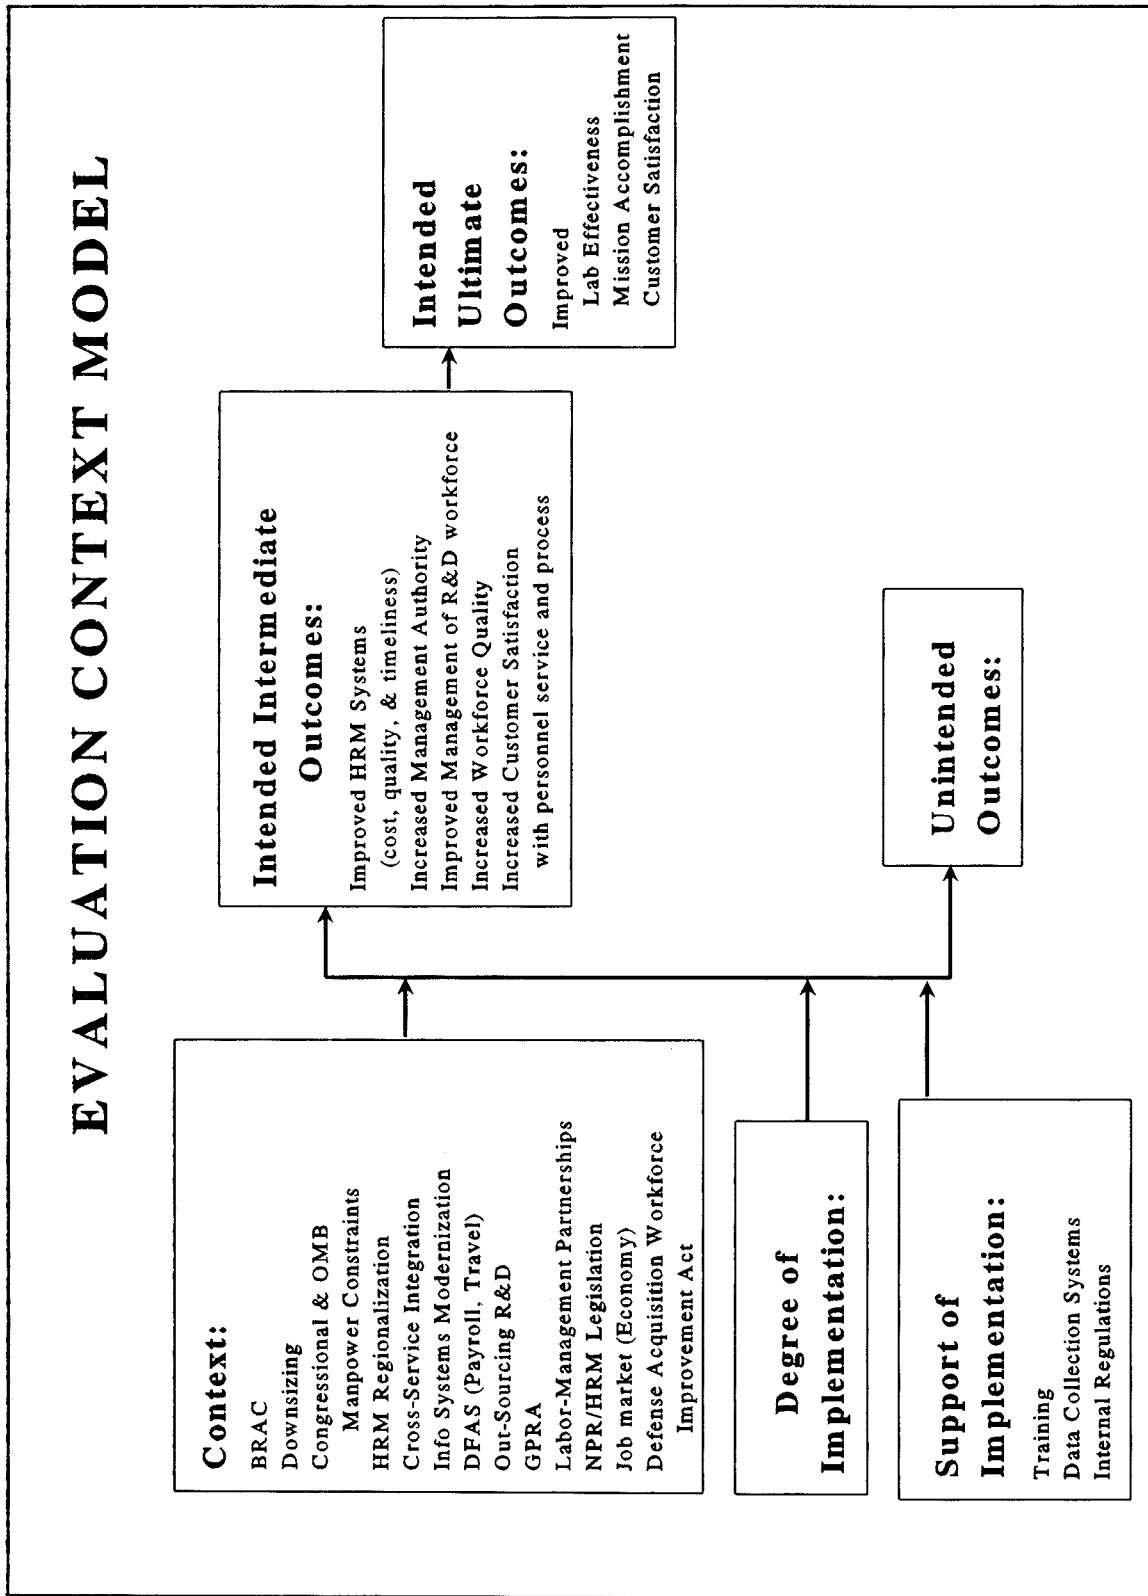 EVALUATION CONTEXT MODEL
Context:
BRAC
Downsizing
Congressional & OMB
Manpower Constraints
HRM Regionalization
Cross-Service Integration
Info Systems Modernization
DFAS (Payroll, Travel)
Out-Sourcing R&D
GPRA
Labor-Management Partnerships
NPR/HRM Legislation
Job market (Economy)
Defense Acquisition Workforce
Improvement Act
Degree of
Implementation:
Support of
Implementation:
Training
Data Collection Systems
Internal Regulations
Intended Intermediate
Outcomes:
Improved HRM Systems
(cost, quality, & timeliness)
Increased Management Authority
Improved Management of R&D workforce
Increased Workforce Quality
Increased Customer Satisfaction
with personnel service and process
Unintended
Outcomes:
Intended
Ultimate
Outcomes:
Improved
Lab Effectiveness
Mission Accomplishment
Customer Satisfaction